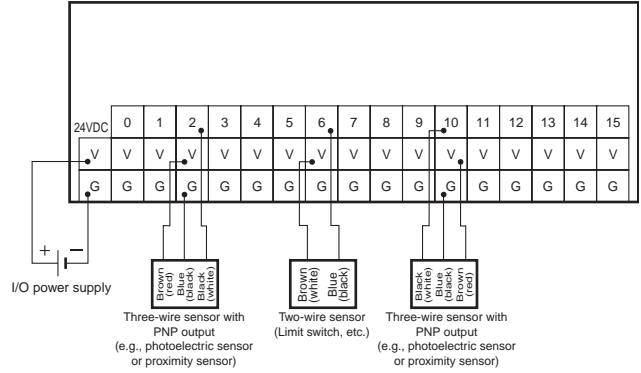 24VDC 0 1 2 3 4 5 6 7 8 9 10 11 12 13 14 15
V V V V V V V V V V V V V V V V V
G G G G G G G G G G G G G G G G G
+ −
I/O power supply
Brown
(red)
Blue
(black)
Black
(white)
Three-wire sensor with
PNP output
(e.g., photoelectric sensor
or proximity sensor)
Brown
(white)
Blue
(black)
Two-wire sensor
(Limit switch, etc.)
Black
(white)
Blue
(black)
Brown
(red)
Three-wire sensor with
PNP output
(e.g., photoelectric sensor
or proximity sensor)